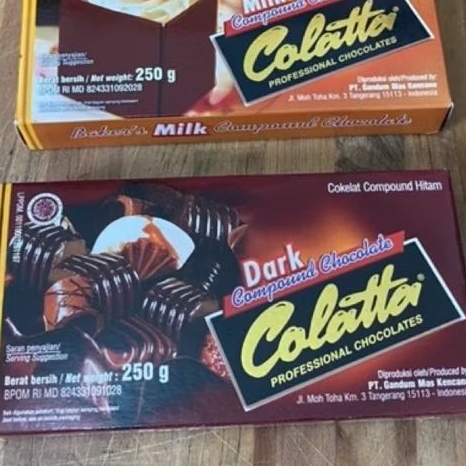 Milk
Compound
Colatta
PROFESSIONAL CHOCOLATES
Saran penyajian/
Serving Suggestion
Berat bersih / Net weight: 250 g
BPOM RI MD 824331092028
Diproduksi oleh/Produced by:
PT. Gandum Mas Kencana
Jl. Moh Toha Km. 3 Tangerang 15113 - Indonesia
Baker's Milk Compound Chocolate
Cokelat Compound Hitam
Dark
Compound Chocolate
Colatta
PROFESSIONAL CHOCOLATES
Saran penyajian/
Serving Suggestion
Berat bersih / Net weight : 250 g
BPOM RI MD 824331091028
Diproduksi oleh/Produced by
PT. Gandum Mas Kencan
Jl. Moh Toha Km. 3 Tangerang 15113 - Indones